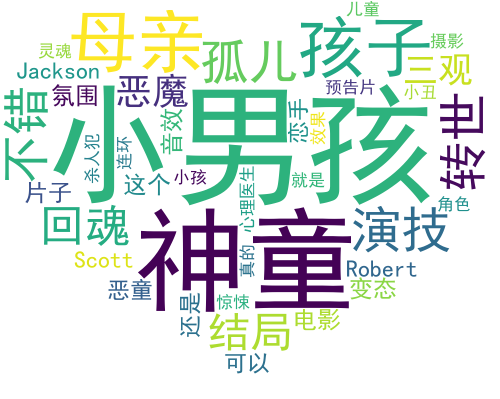 儿童
灵魂
母亲
孩子
摄影
孤儿
三观
Jackson
恶魔
预告片
小丑
氛围
不错
小男孩
音效
恋手
效果
转世
杀人犯
连环
片子
这个
小孩
心理医生
就是
角色
回魂
神童
演技
真的
Scott
Robert
恶童
还是
惊悚
变态
结局
电影
可以